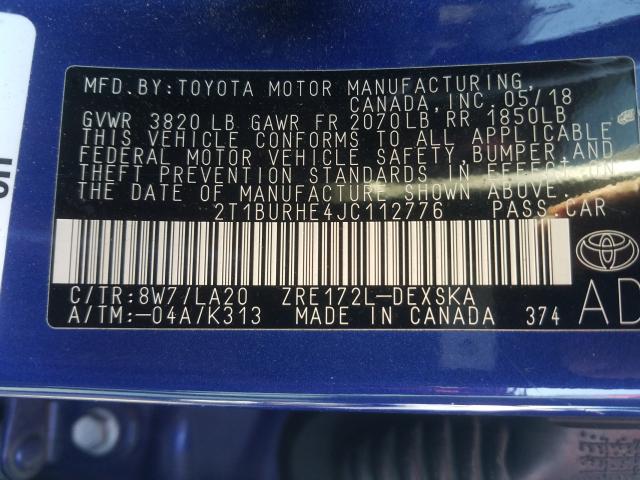 MFD. BY: TOYOTA MOTOR MANUFACTURING,
CANADA, INC. 05/18
GVWR 3820 LB GAWR FR 2070LB, RR 1850LB
THIS VEHICLE CONFORMS TO ALL APPLICABLE
FEDERAL MOTOR VEHICLE SAFETY, BUMPER, AND
THEFT PREVENTION STANDARDS IN EFFECT ON
THE DATE OF MANUFACTURE SHOWN ABOVE.
2T1BURHE4JC112776 PASS. CAR
C/TR: 8W7/LA20 ZRE172L-DEXSKA
A/TM: -04A/K313 MADE IN CANADA 374
AD